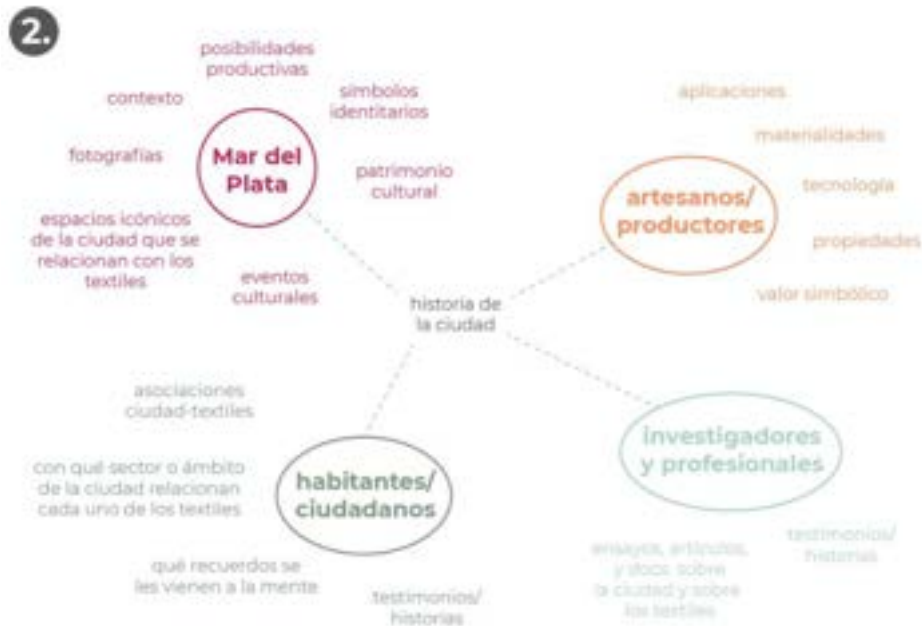 2.
posibilidades
productivas
contexto
símbolos
identitarios
fotografías
Mar del
Plata
patrimonio
cultural
espacios icónicos
de la ciudad que se
relacionan con los
textiles
eventos
culturales
aplicaciones
materialidades
artesanos/
productores
tecnología
propiedades
valor simbólico
historia de
la ciudad
asociaciones
ciudad-textiles
con qué sector o ámbito
de la ciudad relacionan
cada uno de los textiles
habitantes/
ciudadanos
qué recuerdos se
les vienen a la mente
testimonios/
historias
investigadores
y profesionales
ensayos, artículos,
y docs. sobre
la ciudad y sobre
los textiles
testimonios/
historias